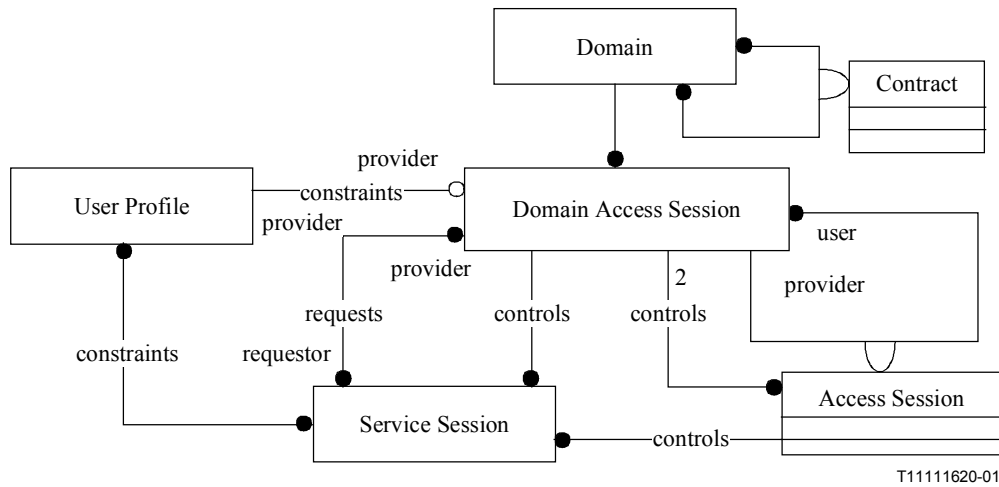 Domain
Contract
provider
User Profile
constraints
provider
Domain Access Session
user
provider
2
provider
requests
controls
controls
constraints
requestor
Service Session
Access Session
controls
T11111620-01